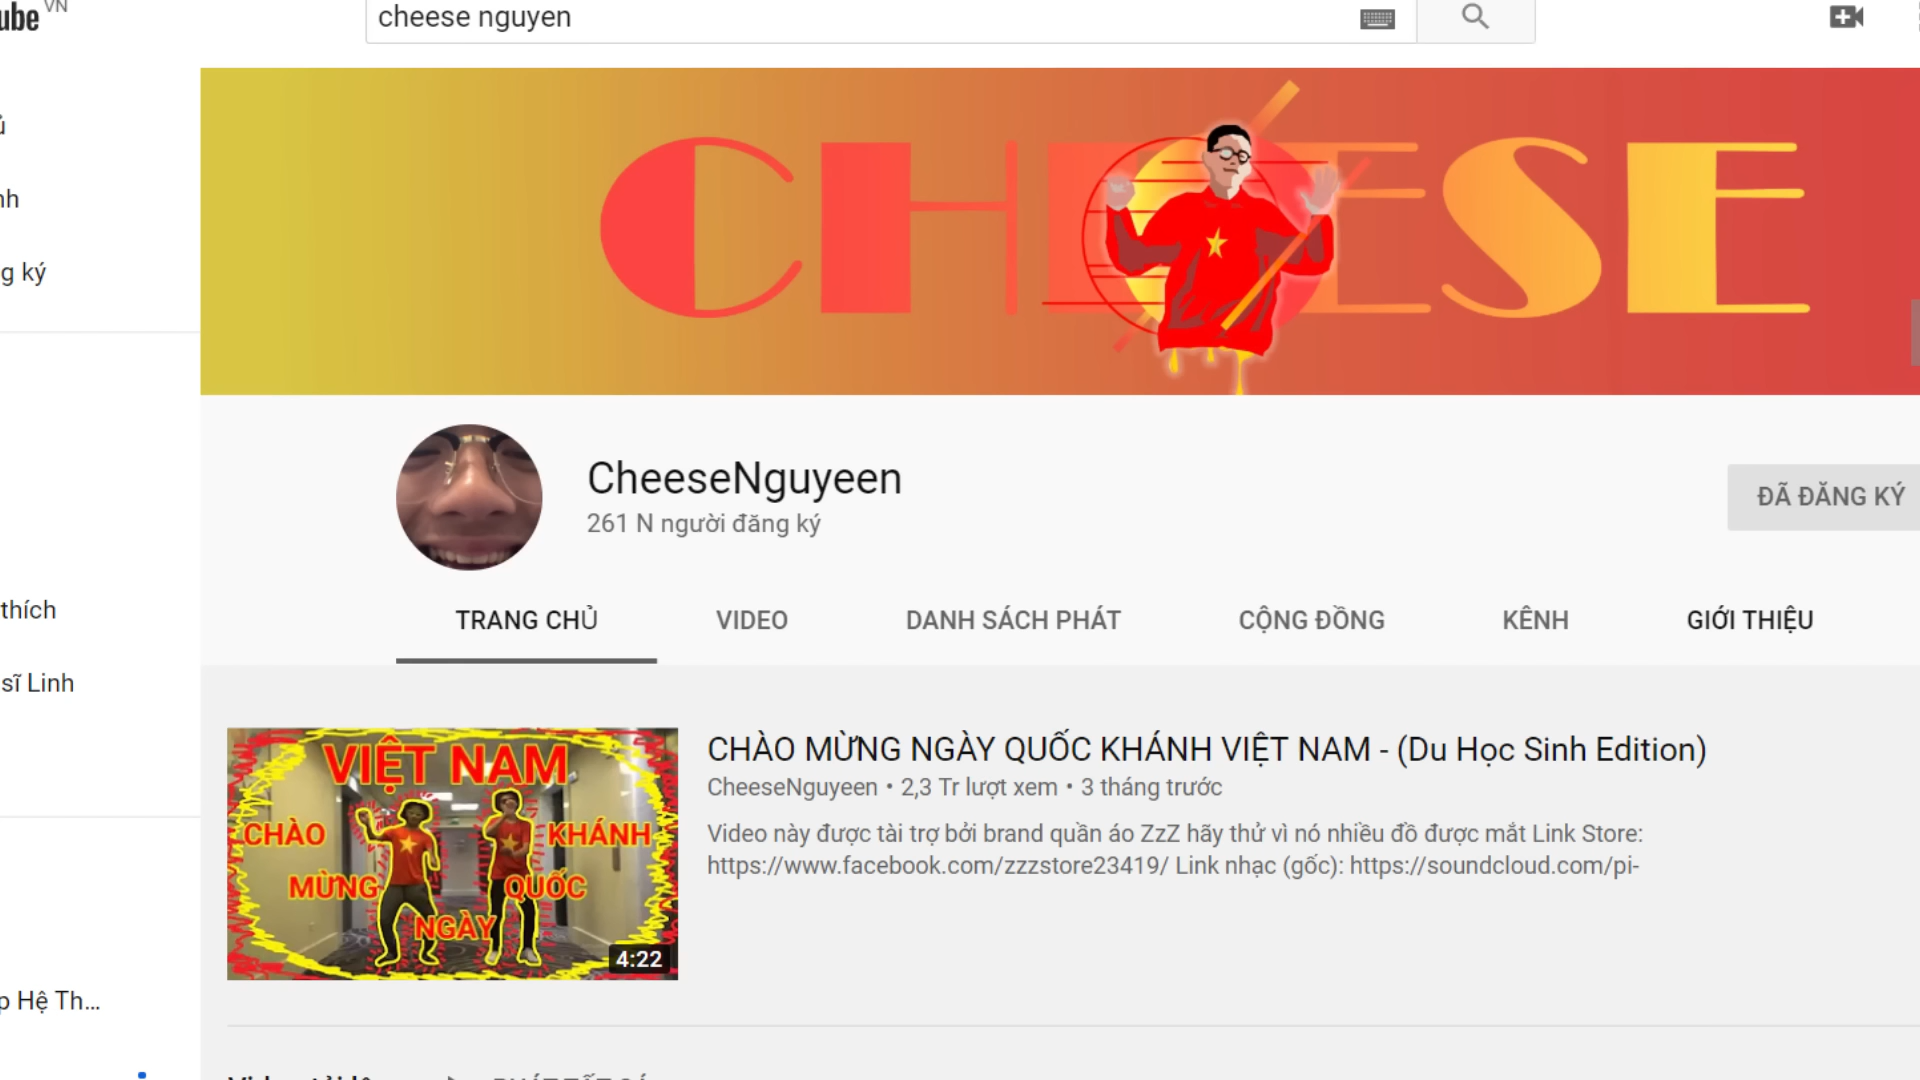 VN
cheese nguyen
CHEESE
g ký
CheeseNguyeen
261 N người đăng ký
ĐÃ ĐĂNG KÝ
TRANG CHỦ
VIDEO
DANH SÁCH PHÁT
CỘNG ĐỒNG
KÊNH
GIỚI THIỆU
thích
sĩ Linh
VIỆT NAM
CHÀO
KHÁNH
MỪNG
QUỐC
NGÀY
4:22
CHÀO MỪNG NGÀY QUỐC KHÁNH VIỆT NAM - (Du Học Sinh Edition)
CheeseNguyeen • 2,3 Tr lượt xem • 3 tháng trước
Video này được tài trợ bởi brand quần áo ZzZ hãy thử vì nó nhiều đồ được mắt Link Store:
https://www.facebook.com/zzzstore23419/ Link nhạc (gốc): https://soundcloud.com/pi-
p Hệ Th...